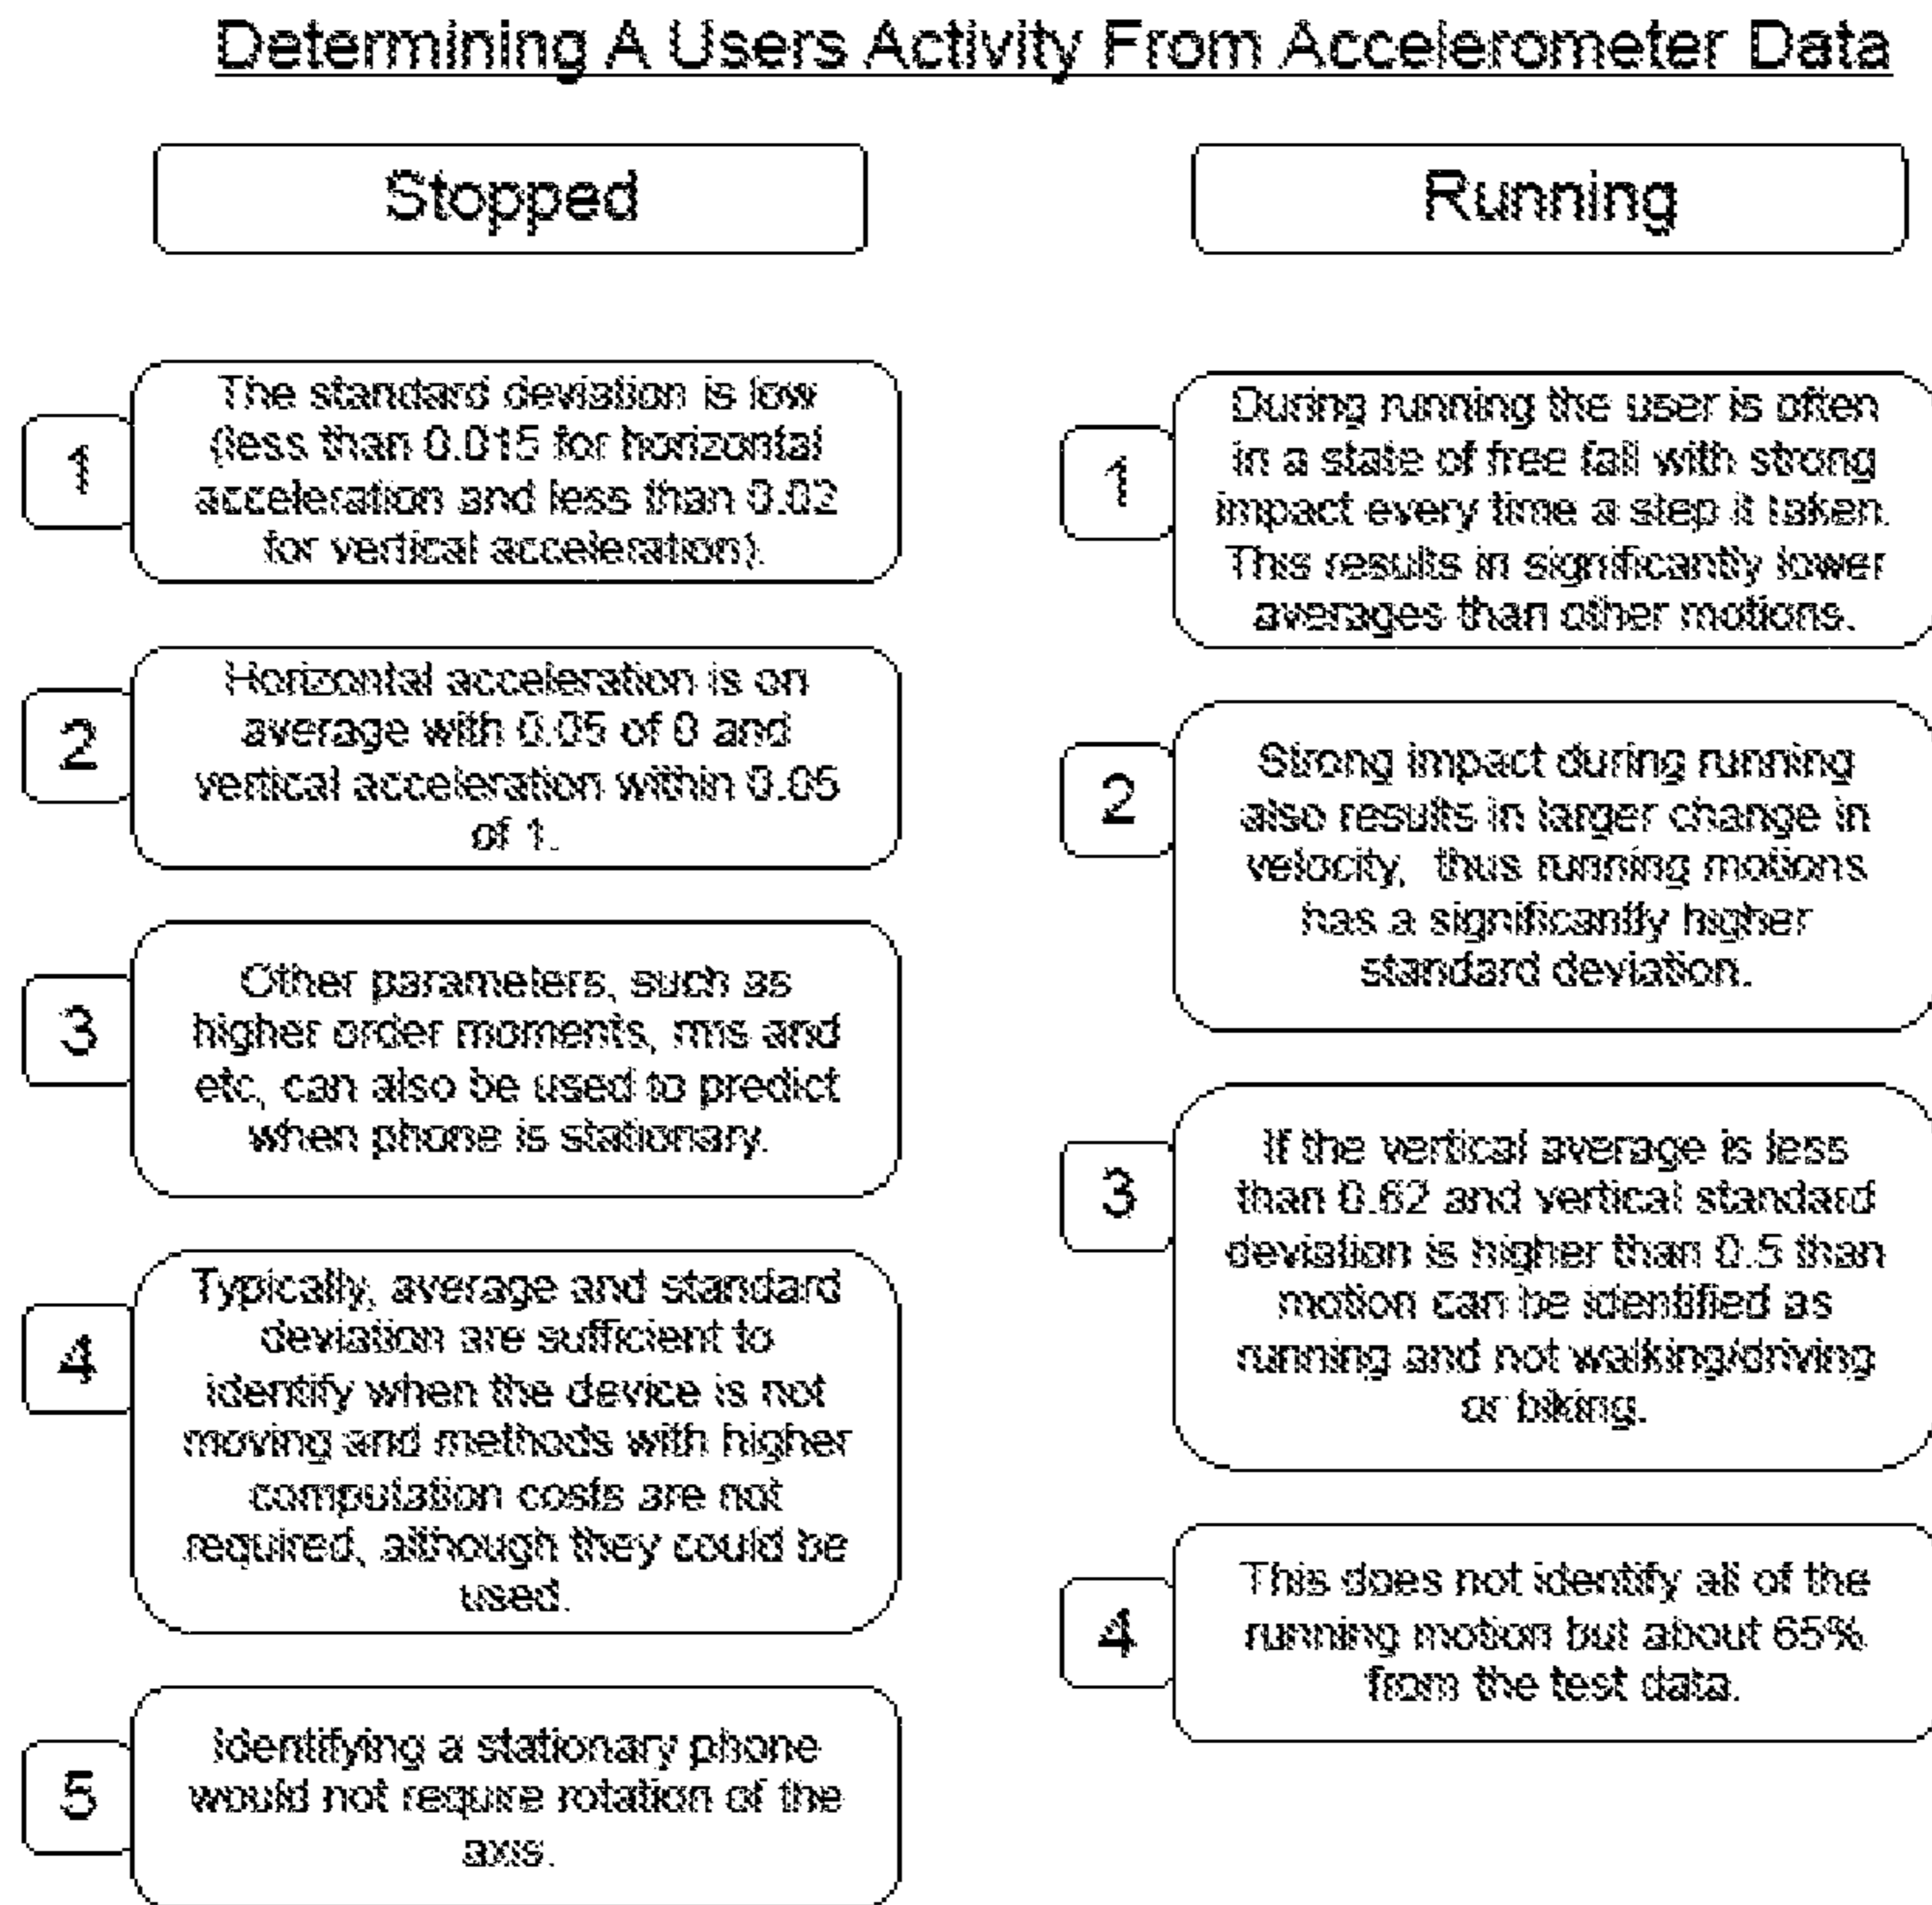 Determining A Users Activity From Accelerometer Data
Stopped
1
The standard deviation is low
(less than 0.015 for horizontal
acceleration and less than 0.02
for vertical acceleration).
2
Horizontal acceleration is on
average with 0.05 of 0 and
vertical acceleration within 0.05
of 1.
3
Other parameters, such as
higher order moments, rms and
etc, can also be used to predict
when phone is stationary.
4
Typically, average and standard
deviation are sufficient to
identify when the device is not
moving and methods with higher
computation costs are not
required, although they could be
used.
5
Identifying a stationary phone
would not require rotation of the
axis.
Running
1
During running the user is often
in a state of free fall with strong
impact every time a step it taken.
This results in significantly lower
averages than other motions.
2
Strong impact during running
also results in larger change in
velocity, thus running motions
has a significantly higher
standard deviation.
3
If the vertical average is less
than 0.62 and vertical standard
deviation is higher than 0.5 than
motion can be identified as
running and not walking/driving
or biking.
4
This does not identify all of the
running motion but about 65%
from the test data.